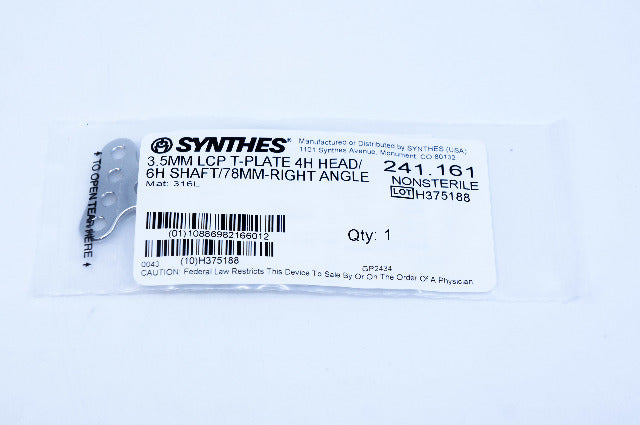 SYNTHES®
Manufactured or Distributed by SYNTHES (USA)
1101 Synthes Avenue, Monument, CO 80132
3.5MM LCP T-PLATE 4H HEAD/
6H SHAFT/78MM-RIGHT ANGLE
Mat: 316L
241.161
NONSTERILE
LOT H375188
(01)10886982166012
Qty: 1
(10)H375188
0043
GP2434
CAUTION: Federal Law Restricts This Device To Sale By Or On The Order Of A Physician
TO OPEN TEAR HERE